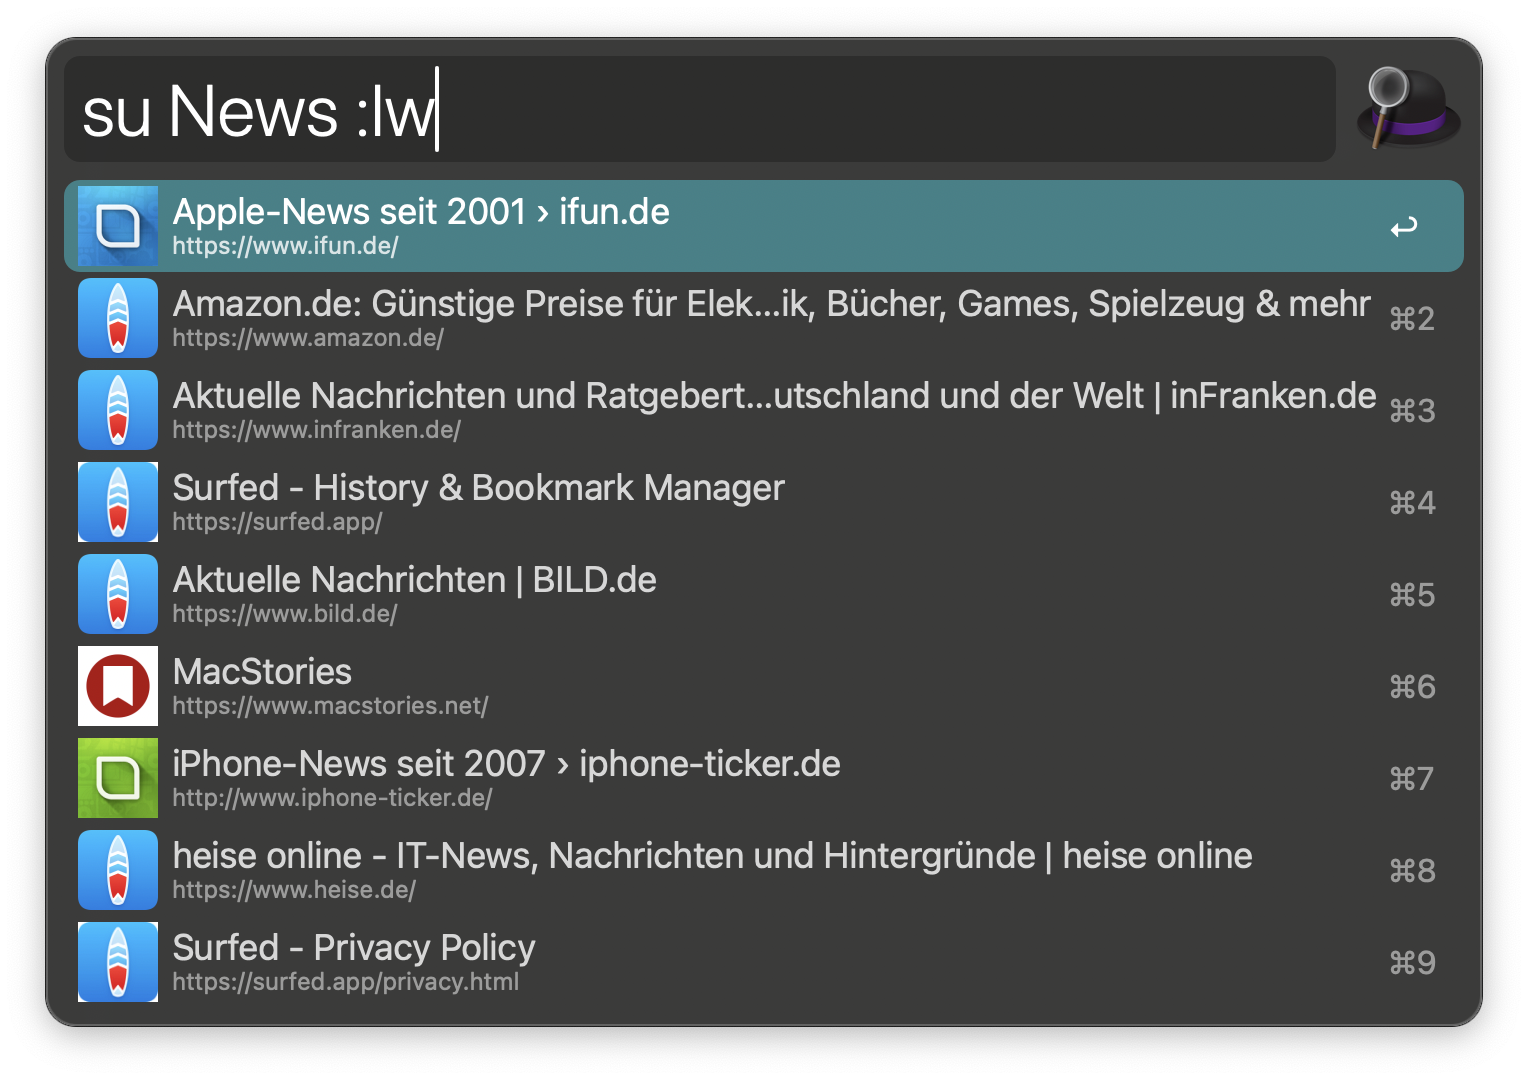 su News :lw
Apple-News seit 2001 › ifun.de
https://www.ifun.de/
Amazon.de: Günstige Preise für Elek...ik, Bücher, Games, Spielzeug & mehr
https://www.amazon.de/
⌘2
Aktuelle Nachrichten und Ratgebert...utschland und der Welt | inFranken.de
https://www.infranken.de/
⌘3
Surfed - History & Bookmark Manager
https://surfed.app/
⌘4
Aktuelle Nachrichten | BILD.de
https://www.bild.de/
⌘5
MacStories
https://www.macstories.net/
⌘6
iPhone-News seit 2007 › iphone-ticker.de
http://www.iphone-ticker.de/
⌘7
heise online - IT-News, Nachrichten und Hintergründe | heise online
https://www.heise.de/
⌘8
Surfed - Privacy Policy
https://surfed.app/privacy.html
⌘9